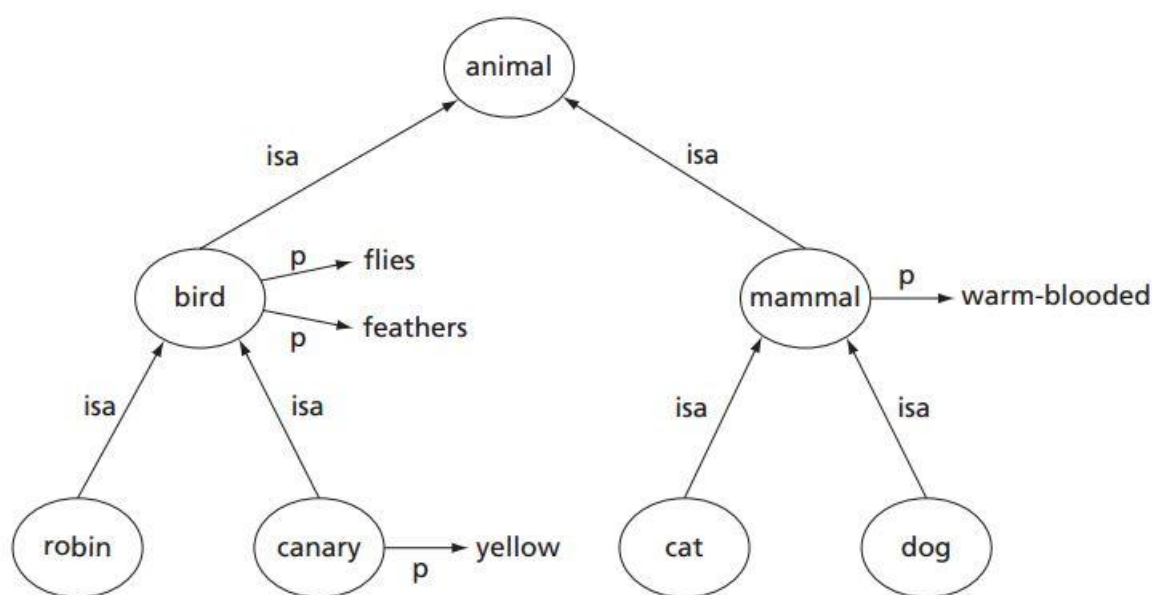 animal
isa
isa
p
flies
bird
mammal
p
warm-blooded
p
feathers
isa
isa
isa
isa
robin
canary
p
yellow
cat
dog